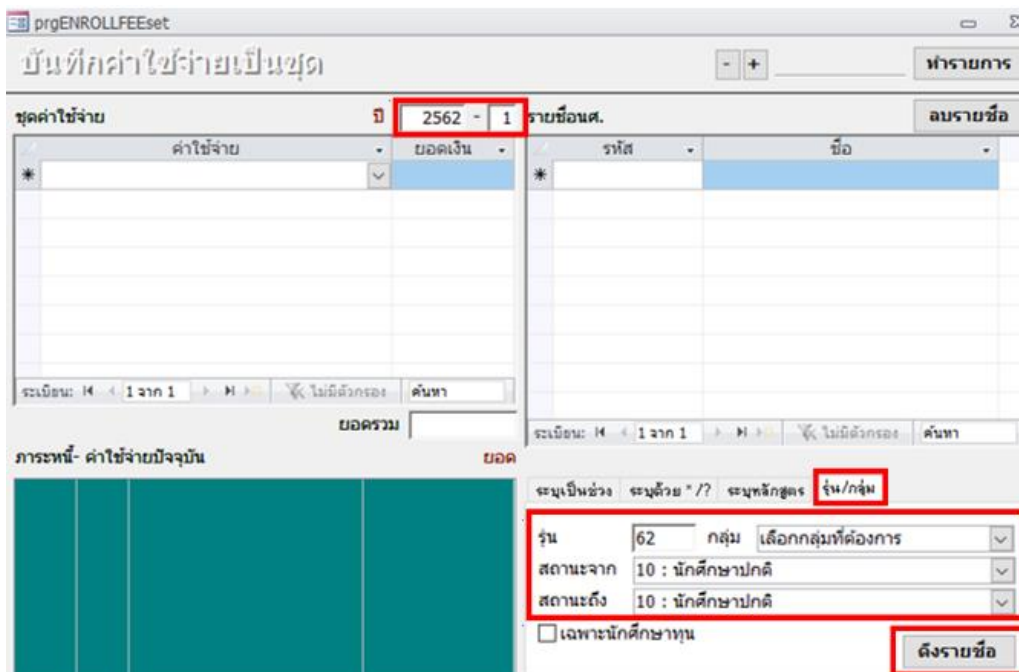 prgENROLLFEEset
บันทึกค่าใช้จ่ายเป็นชุด
- +
ทำรายการ
ชุดค่าใช้จ่าย ปี 2562 - 1
รายชื่อนศ. ลบรายชื่อ
ค่าใช้จ่าย ยอดเงิน
รหัส ชื่อ
*
*
ระเบียน: 1 จาก 1 ไม่มีตัวกรอง ค้นหา
ยอดรวม
ระเบียน: 1 จาก 1 ไม่มีตัวกรอง ค้นหา
ภาระหนี้- ค่าใช้จ่ายปัจจุบัน ยอด
ระบุเป็นช่วง ระบุด้วย * /? ระบุหลักสูตร รุ่น/กลุ่ม
รุ่น 62 กลุ่ม เลือกกลุ่มที่ต้องการ
สถานะจาก 10 : นักศึกษาปกติ
สถานะถึง 10 : นักศึกษาปกติ
เฉพาะนักศึกษาทุน
ดึงรายชื่อ